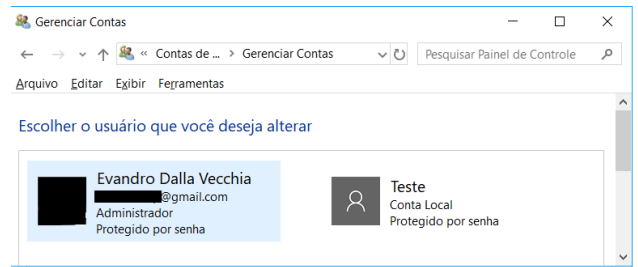 Gerenciar Contas
« Contas de ... > Gerenciar Contas
Pesquisar Painel de Controle
Arquivo Editar Exibir Ferramentas
Escolher o usuário que você deseja alterar
Evandro Dalla Vecchia
@gmail.com
Administrador
Protegido por senha
Teste
Conta Local
Protegido por senha